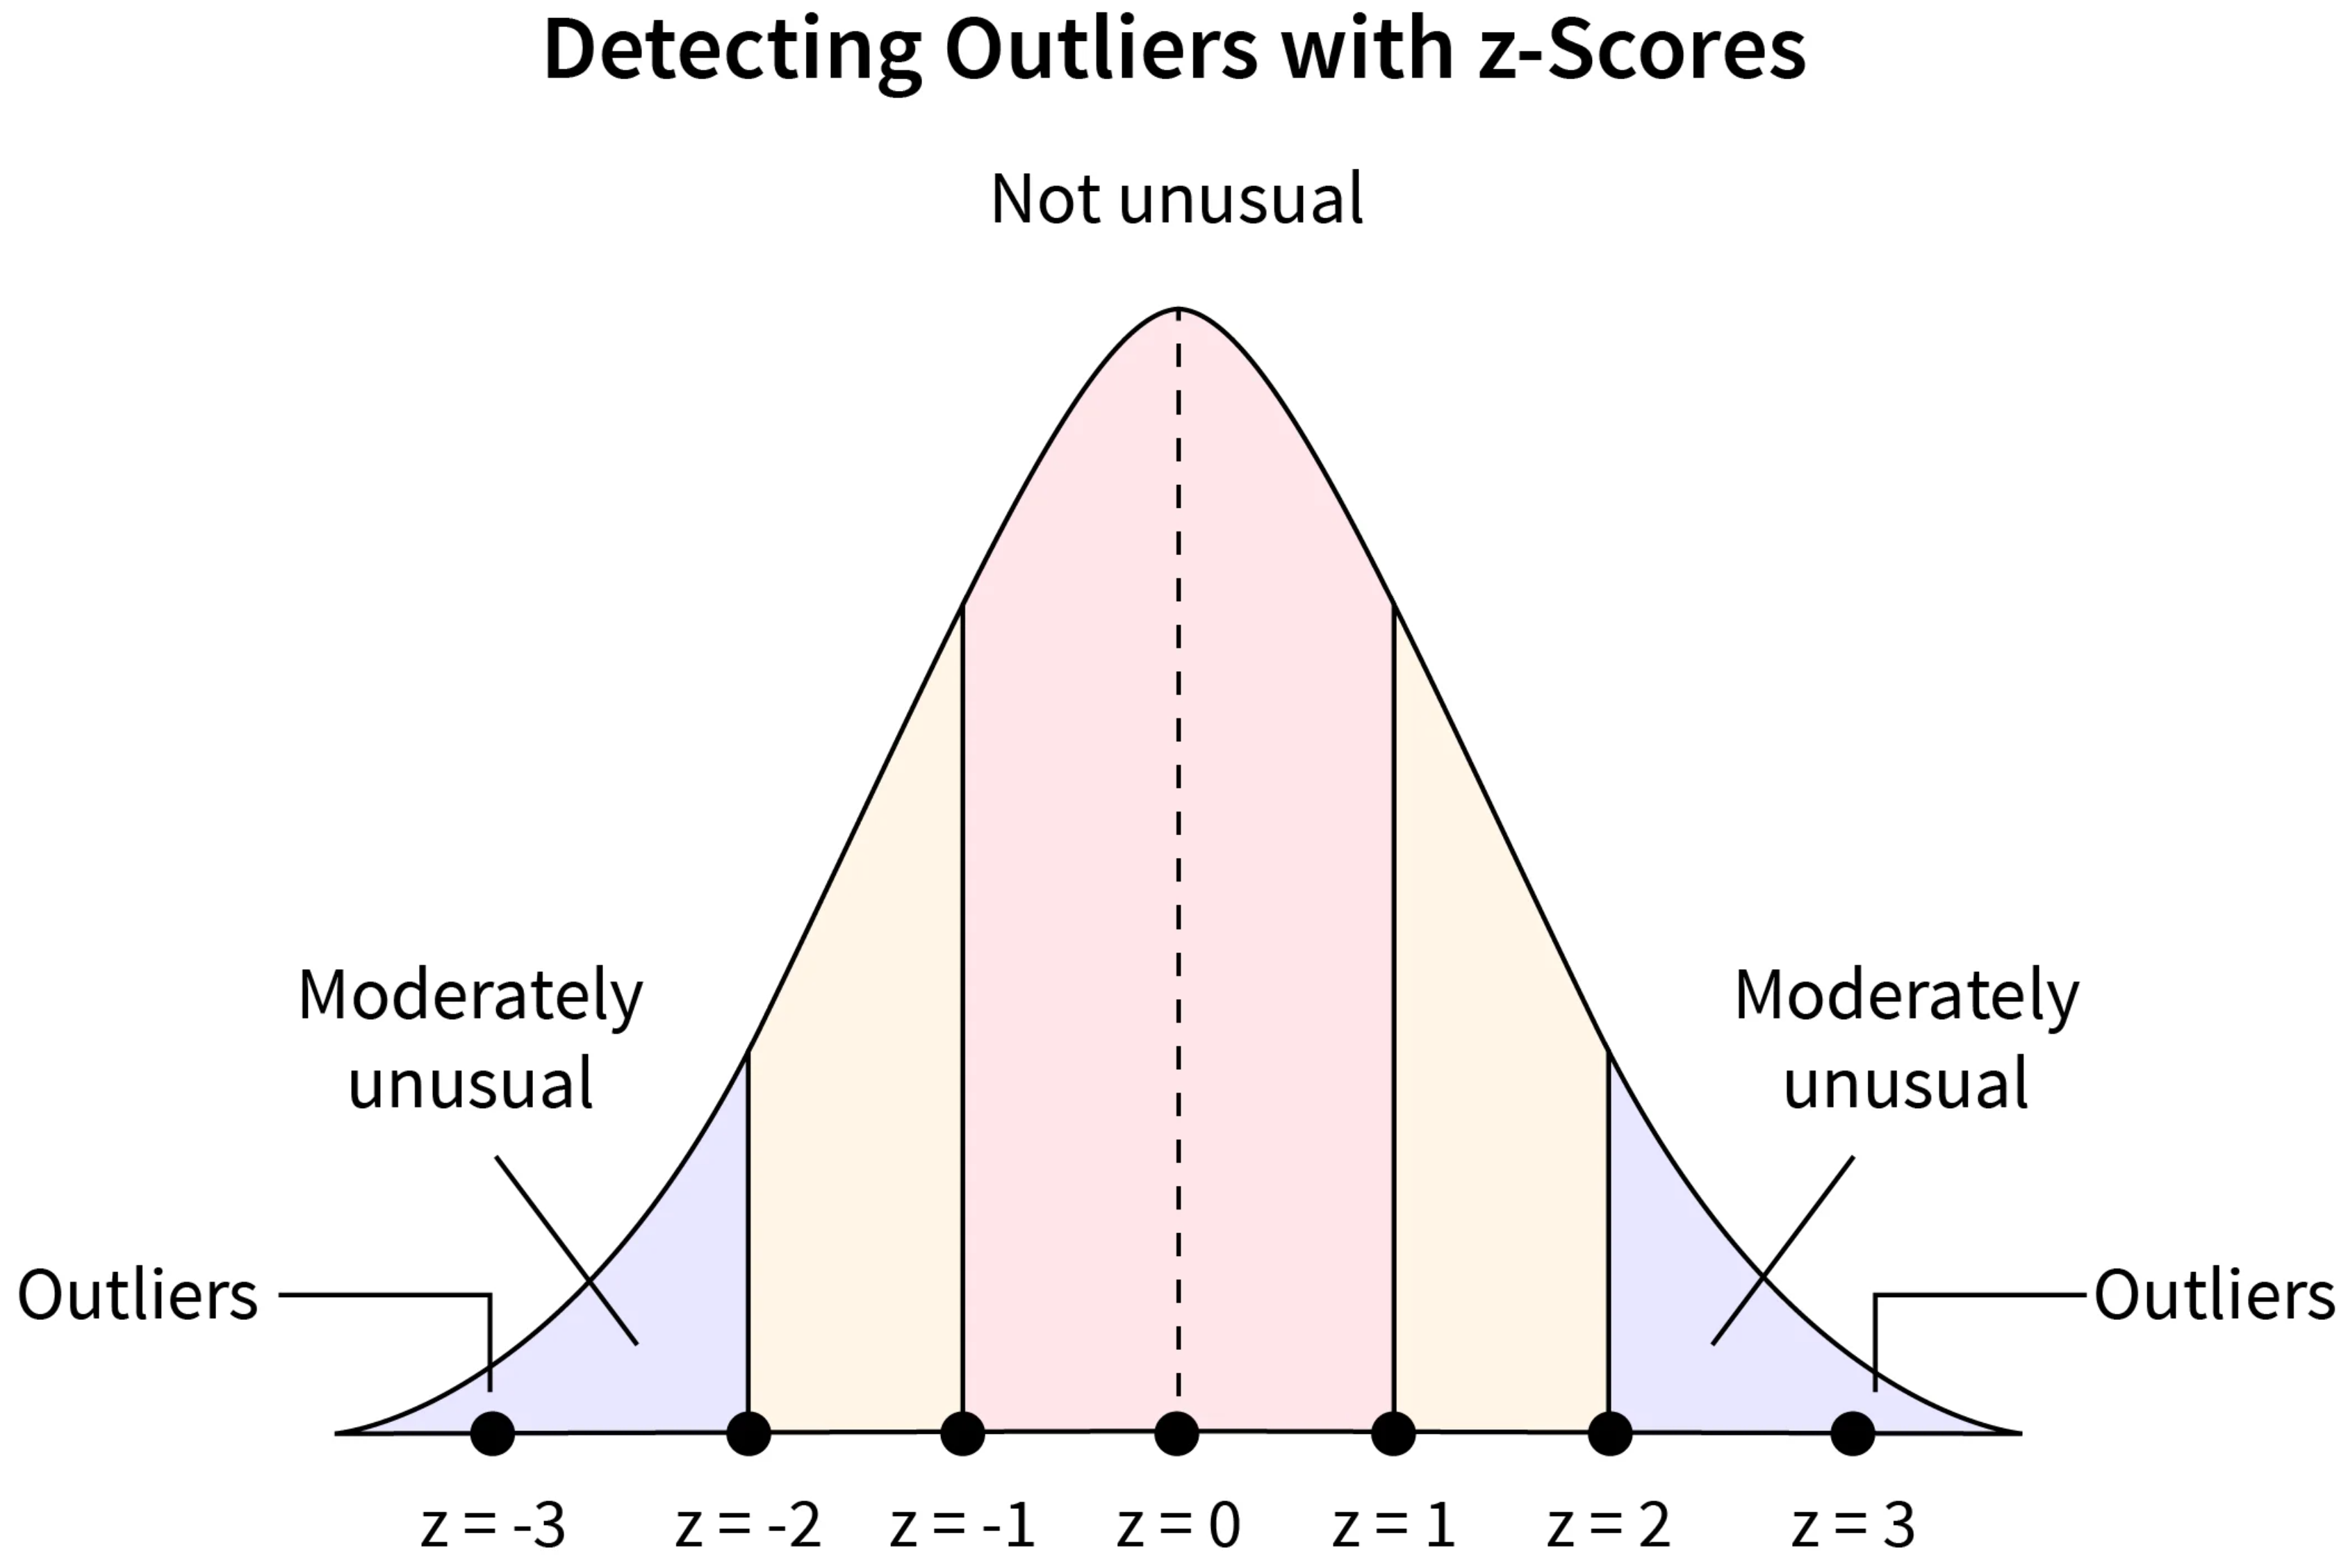 Detecting Outliers with z-Scores
Not unusual
Moderately
unusual
Moderately
unusual
Outliers
Outliers
z = -3
z = -2
z = -1
z = 0
z = 1
z = 2
z = 3